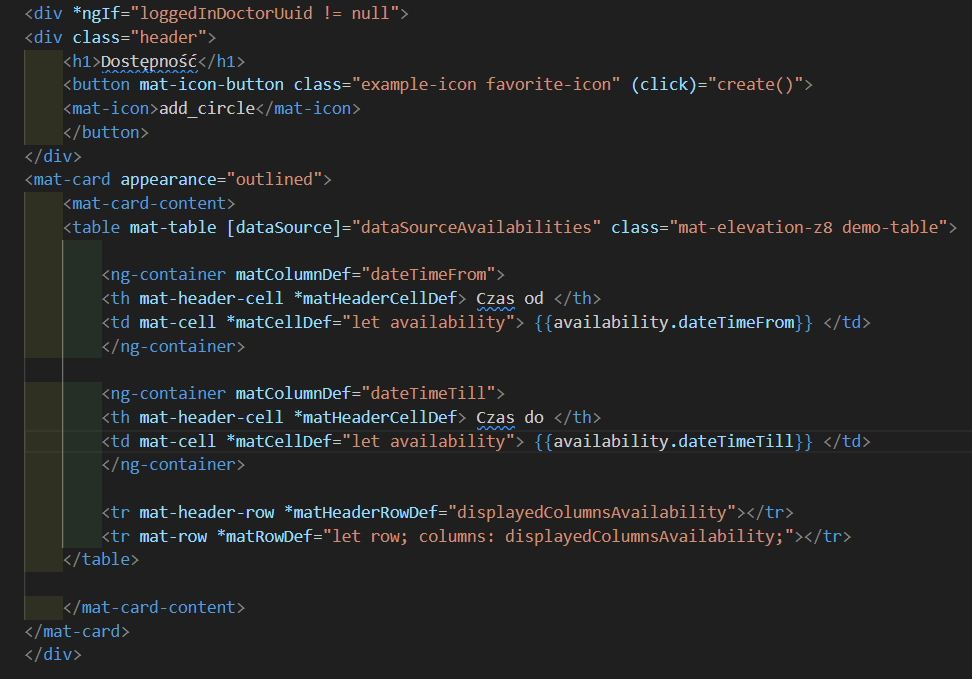 <div *ngIf="loggedInDoctorUuid != null">
<div class="header">
<h1>Dostępność</h1>
<button mat-icon-button class="example-icon favorite-icon" (click)="create()">
<mat-icon>add_circle</mat-icon>
</button>
</div>
<mat-card appearance="outlined">
<mat-card-content>
<table mat-table [dataSource]="dataSourceAvailabilities" class="mat-elevation-z8 demo-table">
<ng-container matColumnDef="dateTimeFrom">
<th mat-header-cell *matHeaderCellDef> Czas od </th>
<td mat-cell *matCellDef="let availability"> {{availability.dateTimeFrom}} </td>
</ng-container>
<ng-container matColumnDef="dateTimeTill">
<th mat-header-cell *matHeaderCellDef> Czas do </th>
<td mat-cell *matCellDef="let availability"> {{availability.dateTimeTill}} </td>
</ng-container>
<tr mat-header-row *matHeaderRowDef="displayedColumnsAvailability"></tr>
<tr mat-row *matRowDef="let row; columns: displayedColumnsAvailability;"></tr>
</table>
</mat-card-content>
</mat-card>
</div>